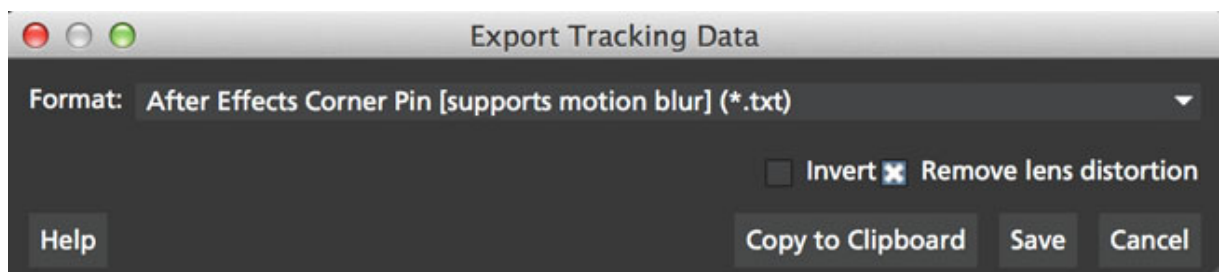 Export Tracking Data
Format: After Effects Corner Pin [supports motion blur] (*.txt)
Invert Remove lens distortion
Help Copy to Clipboard Save Cancel